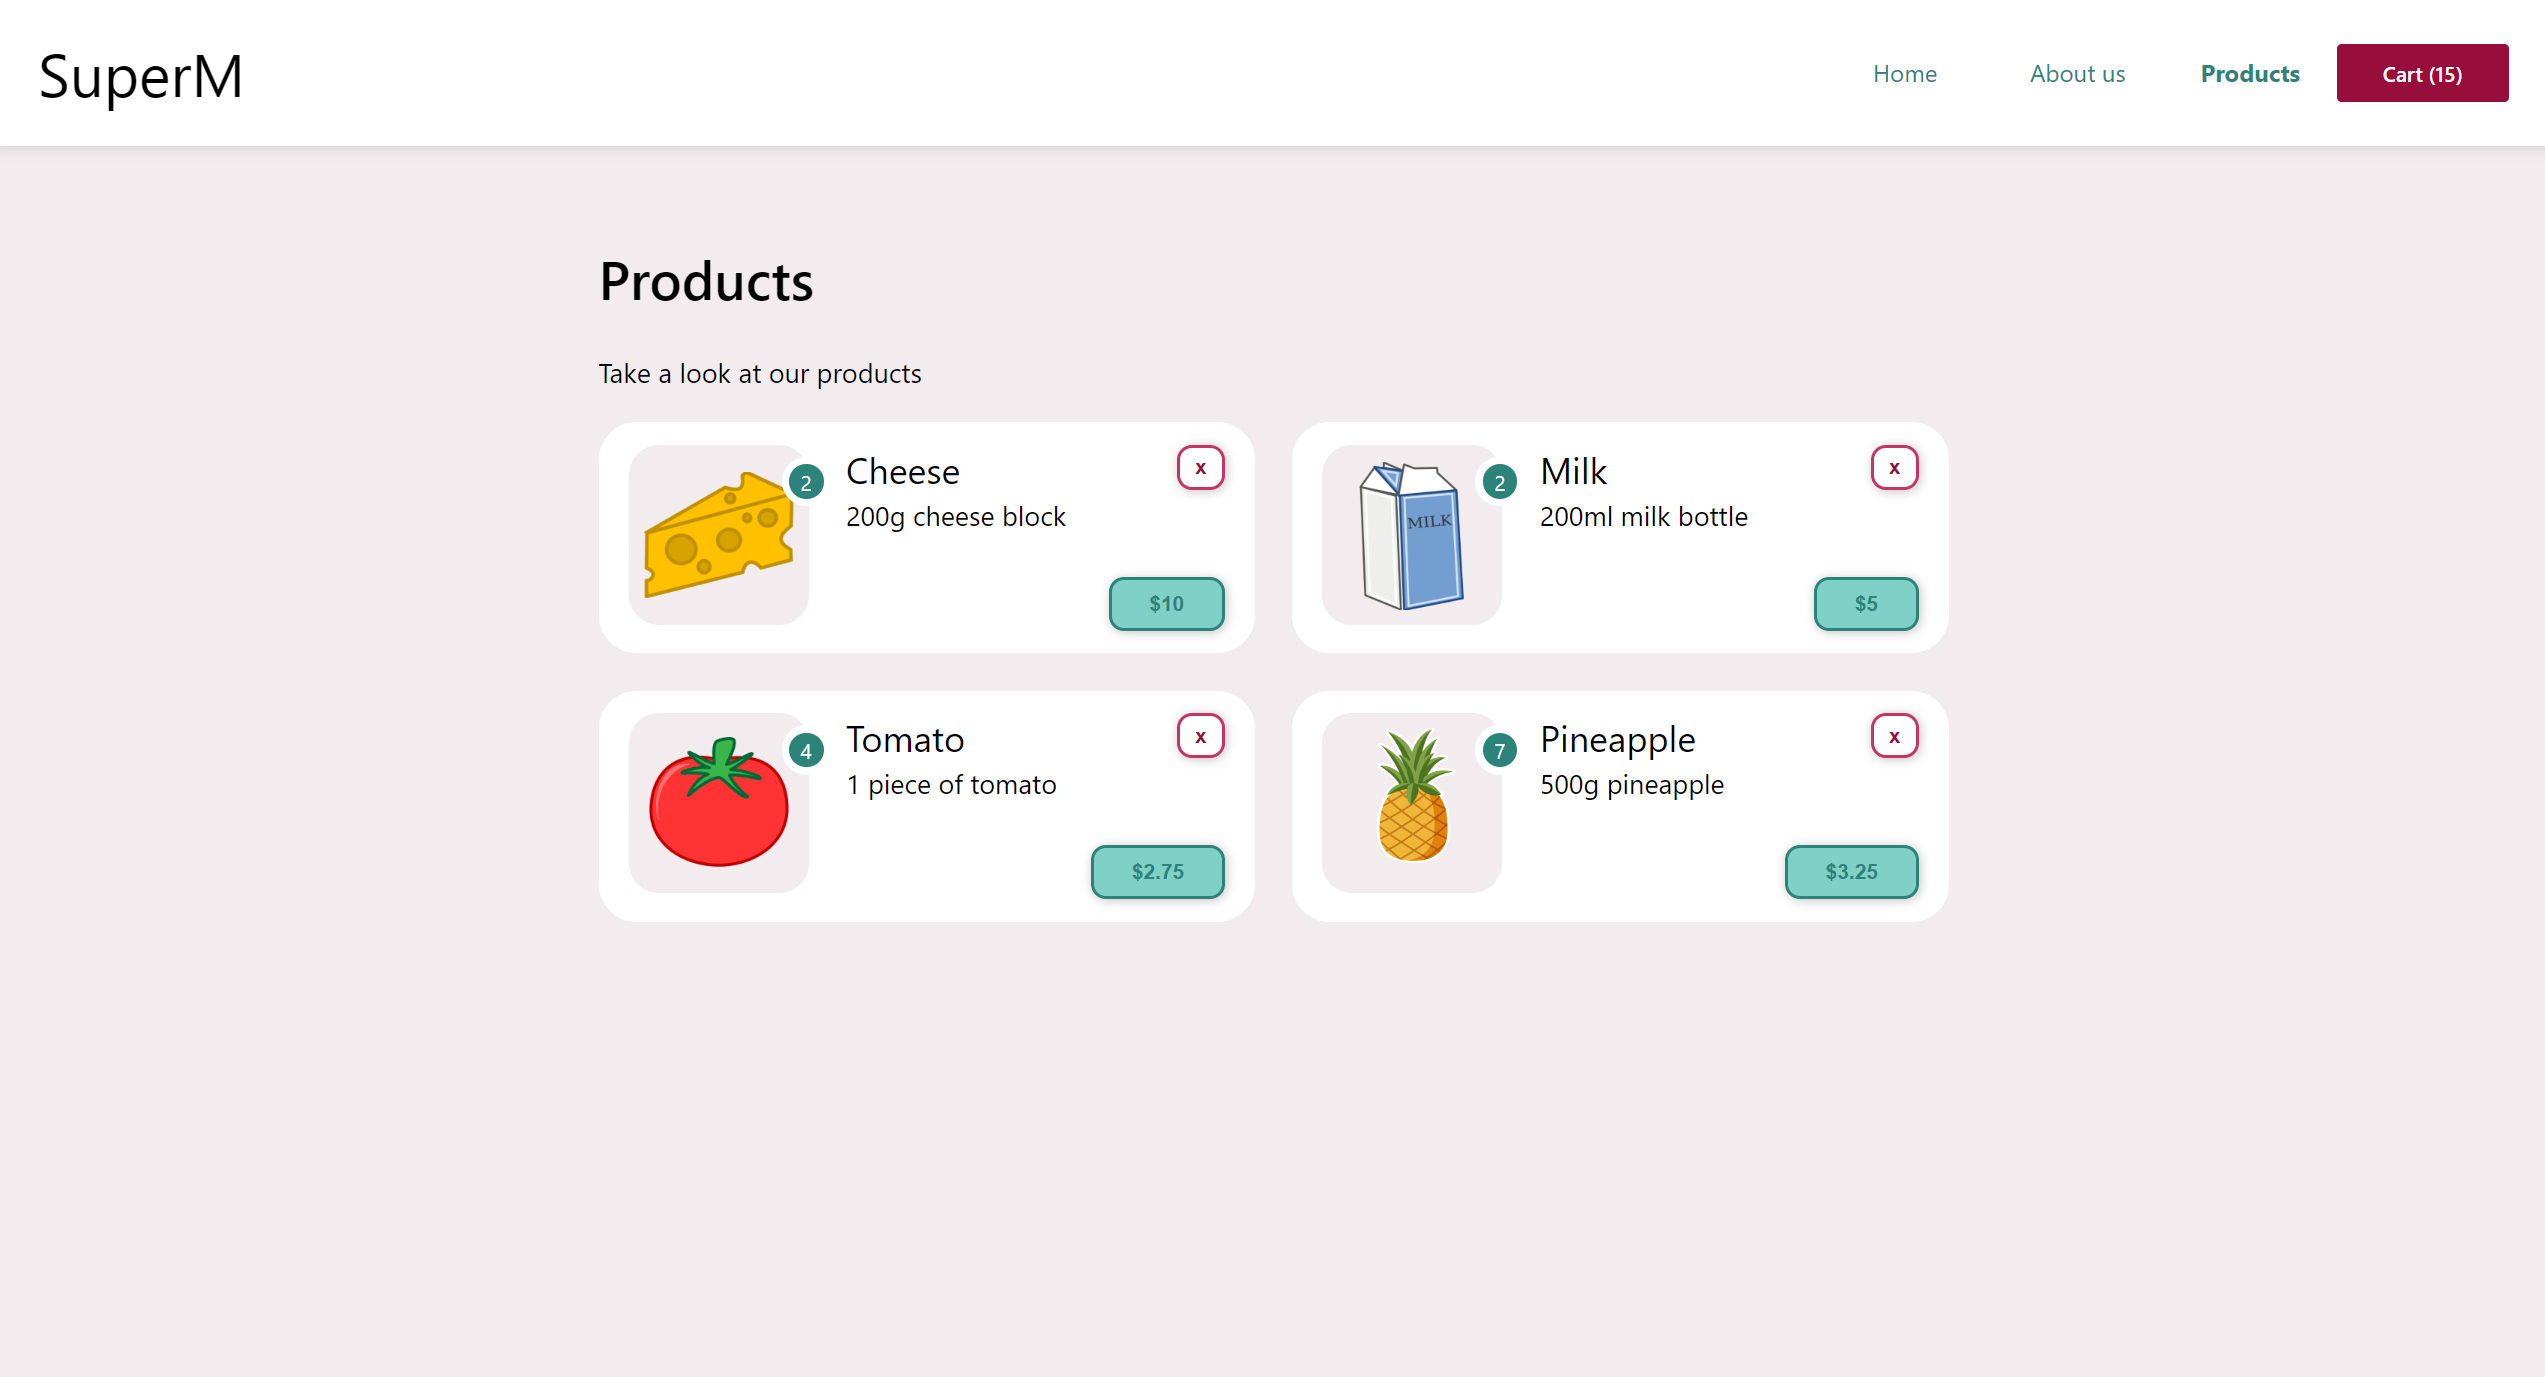 SuperM
Home About us Products Cart (15)
Products
Take a look at our products
2 Cheese x
200g cheese block
$10
MILK
2 Milk x
200ml milk bottle
$5
4 Tomato x
1 piece of tomato
$2.75
7 Pineapple x
500g pineapple
$3.25